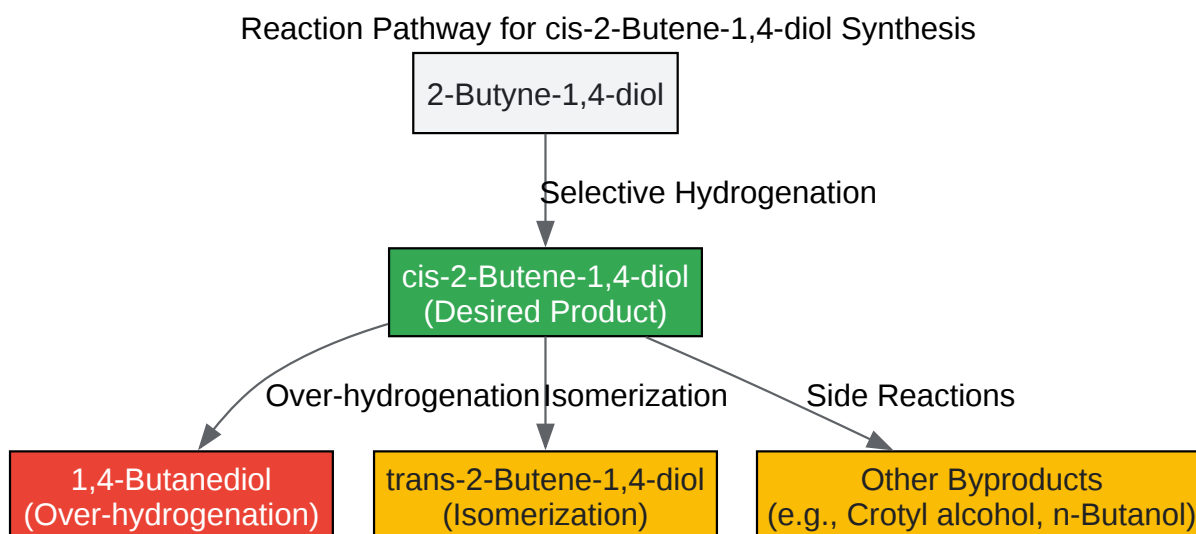 Reaction Pathway for cis-2-Butene-1,4-diol Synthesis
2-Butyne-1,4-diol
Selective Hydrogenation
cis-2-Butene-1,4-diol
(Desired Product)
Over-hydrogenation
Isomerization
Side Reactions
1,4-Butanediol
(Over-hydrogenation)
trans-2-Butene-1,4-diol
(Isomerization)
Other Byproducts
(e.g., Crotyl alcohol, n-Butanol)